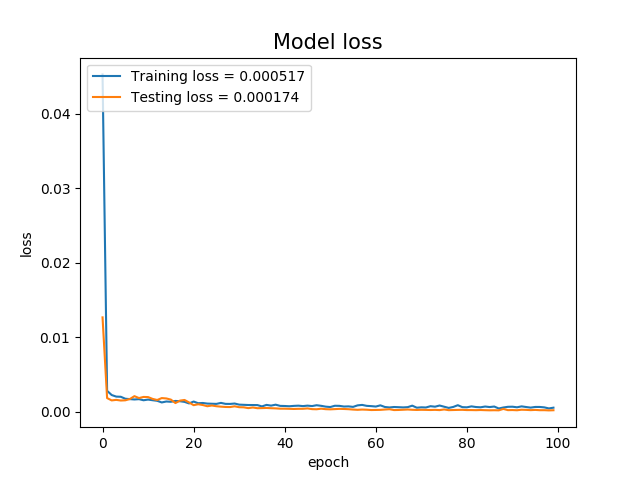 Model loss
Training loss = 0.000517
Testing loss = 0.000174
0.04
0.03
0.02
0.01
0.00
loss
0 20 40 60 80 100
epoch